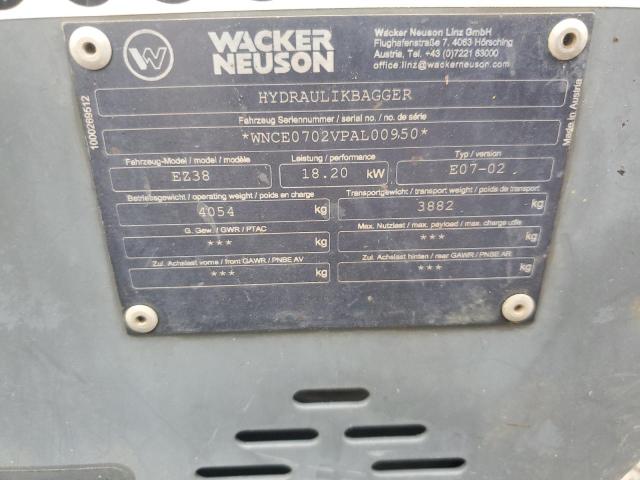 WACKER
NEUSON
Wacker Neuson Linz GmbH
Flughafenstraße 7, 4063 Hörsching
Austria, Tel. +43 (0)7221 63000
office.linz@wackerneuson.com
HYDRAULIKBAGGER
Fahrzeug Seriennummer / serial no. / no. de série
*WNCE0702VPAL00950*
Fahrzeug-Model / model / modèle
Leistung / performance
Typ / version
EZ38
18.20 kW
E07-02
Betriebsgewicht / operating weight / poids en charge
Transportgewicht / transport weight / poids de transport
4054 kg
3882 kg
G. Gew. / GWR / PTAC
Max. Nutzlast / max. payload / max. charge utile
*** kg
*** kg
Zul. Achslast vorne / front GAWR / PNBE AV
Zul. Achslast hinten / rear GAWR / PNBE AR
*** kg
*** kg
1000269512
Made in Austria